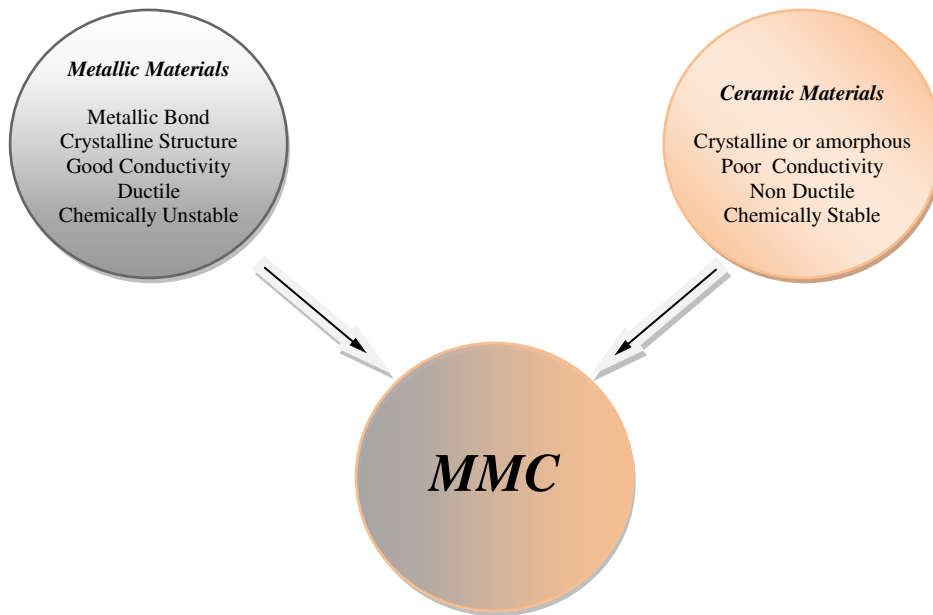 Metallic Materials
Metallic Bond
Crystalline Structure
Good Conductivity
Ductile
Chemically Unstable
Ceramic Materials
Crystalline or amorphous
Poor Conductivity
Non Ductile
Chemically Stable
MMC